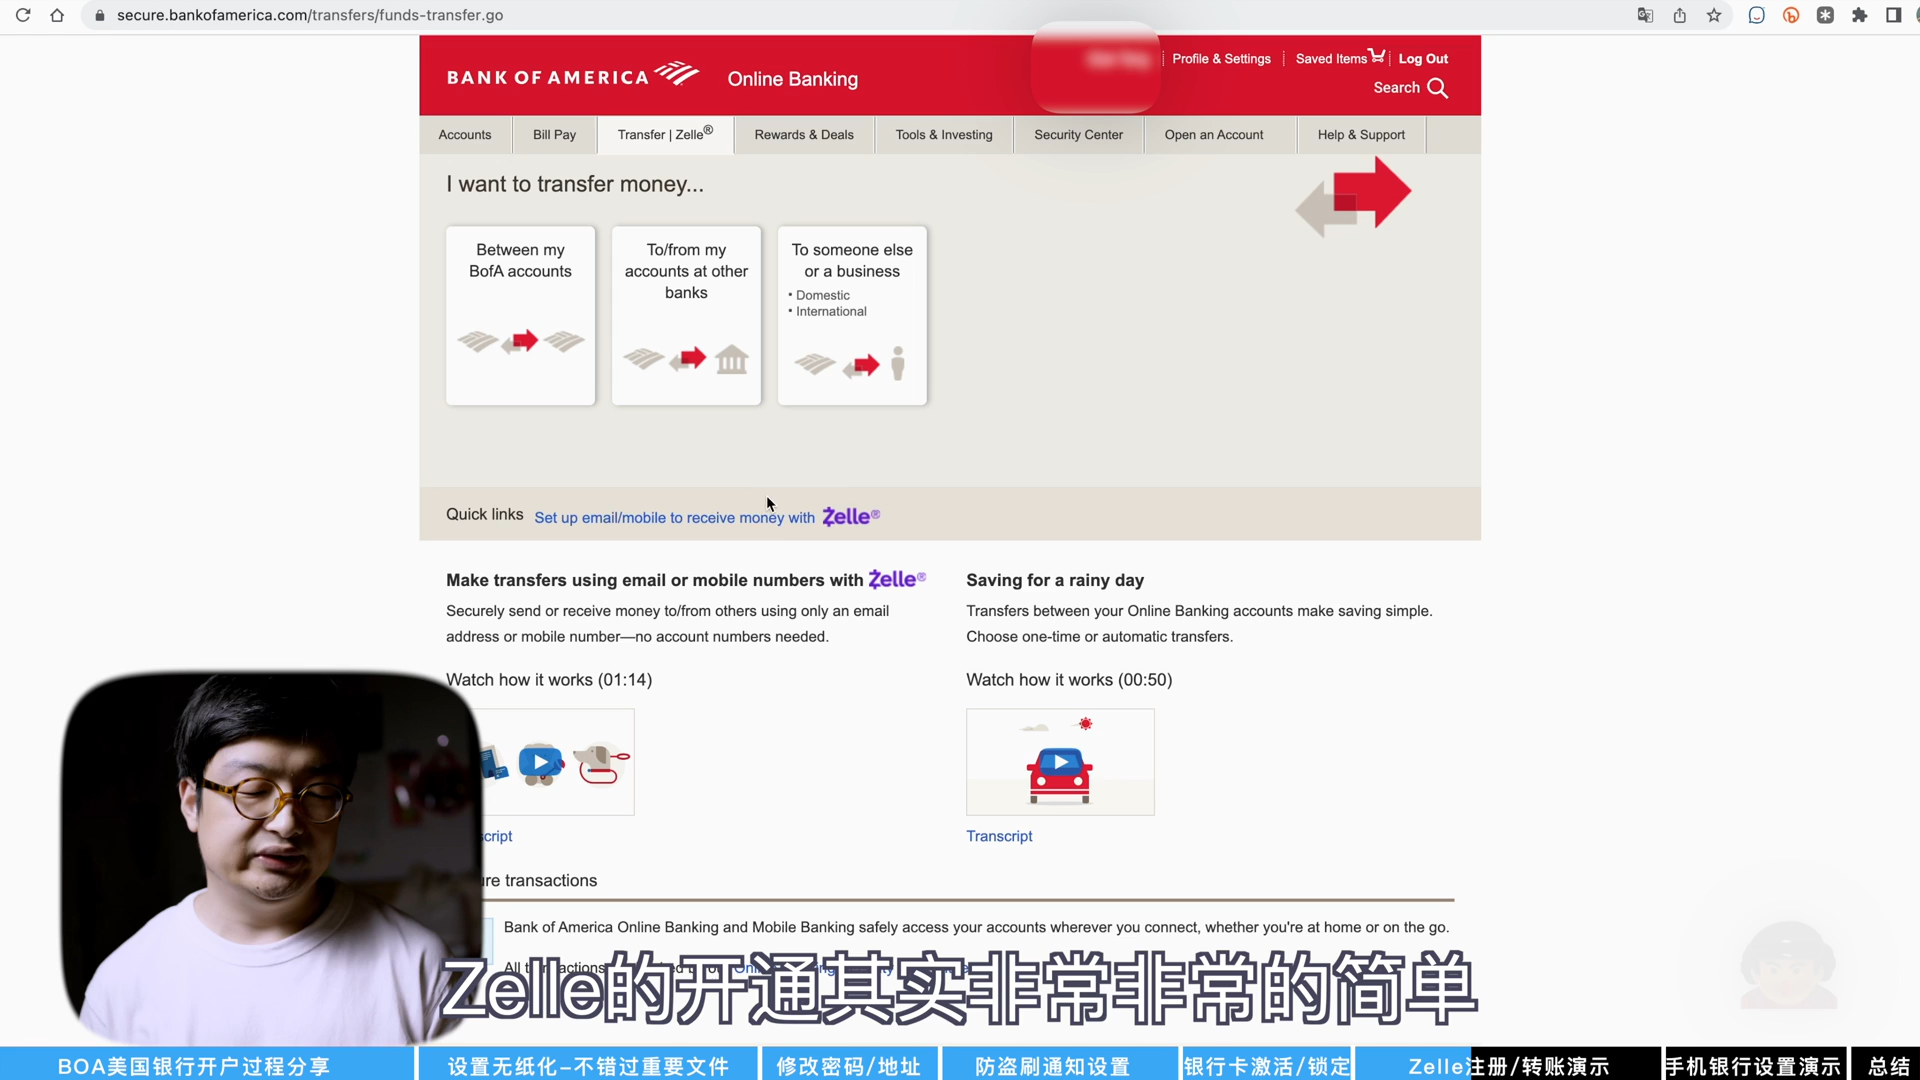 secure.bankofamerica.com/transfers/funds-transfer.go
BANK OF AMERICA
Online Banking
Profile & Settings
Saved Items
Log Out
Search
Accounts
Bill Pay
Transfer | Zelle®
Rewards & Deals
Tools & Investing
Security Center
Open an Account
Help & Support
I want to transfer money...
Between my
BofA accounts
To/from my
accounts at other
banks
To someone else
or a business
• Domestic
• International
Quick links
Set up email/mobile to receive money with Zelle®
Make transfers using email or mobile numbers with Zelle®
Securely send or receive money to/from others using only an email
address or mobile number—no account numbers needed.
Watch how it works (01:14)
Saving for a rainy day
Transfers between your Online Banking accounts make saving simple.
Choose one-time or automatic transfers.
Watch how it works (00:50)
Transcript
transactions
Bank of America Online Banking and Mobile Banking safely access your accounts wherever you connect, whether you're at home or on the go.
All
Zelle的开通其实非常非常的简单
BOA美国银行开户过程分享
设置无纸化-不错过重要文件
修改密码/地址
防盗刷通知设置
银行卡激活/锁定
Zelle注册/转账演示
手机银行设置演示
总结